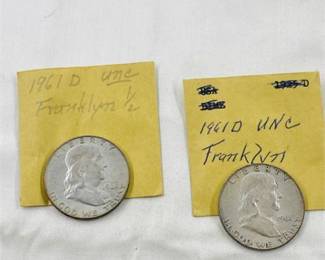 1961 D unc
Franklyn 1/2
LIBERTY
IN GOD WE TRUST
1961 D UNC
Franklyn
LIBERTY
IN GOD WE TRUST